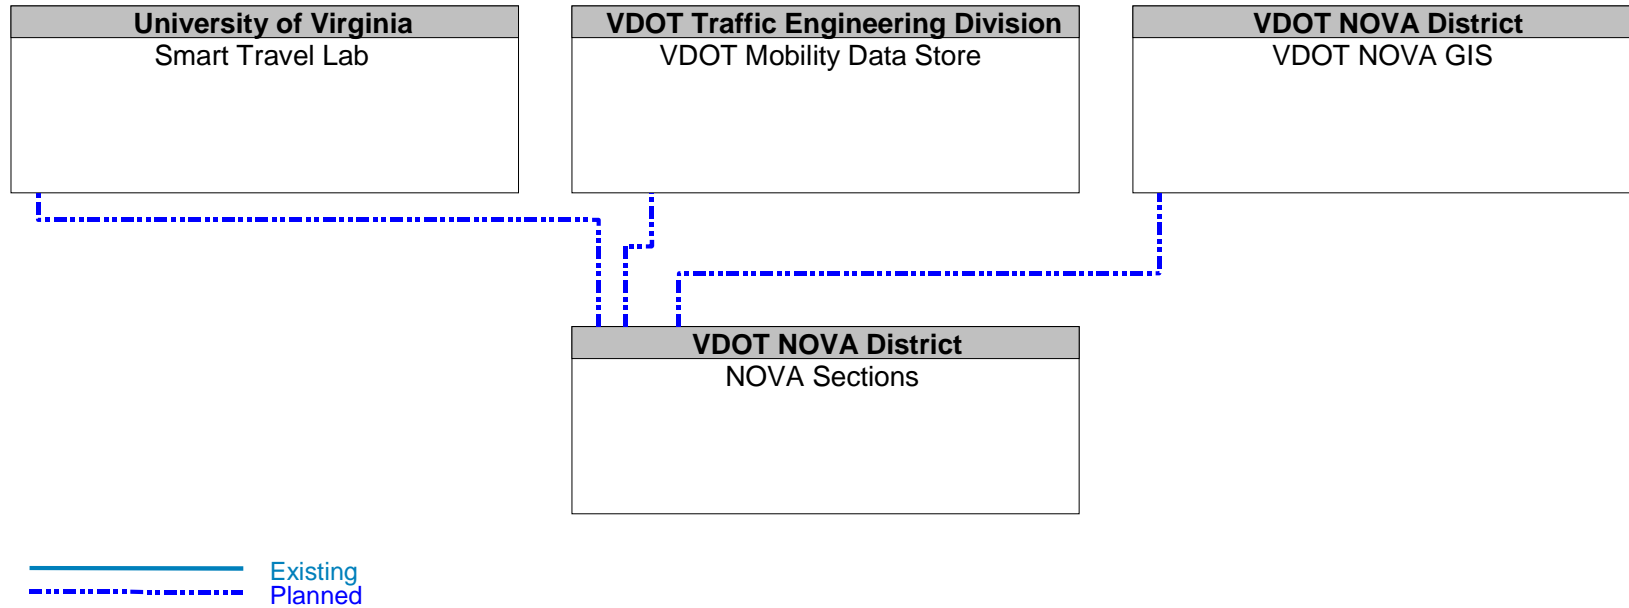 University of Virginia
Smart Travel Lab
VDOT Traffic Engineering Division
VDOT Mobility Data Store
VDOT NOVA District
VDOT NOVA GIS
VDOT NOVA District
NOVA Sections
Existing
Planned